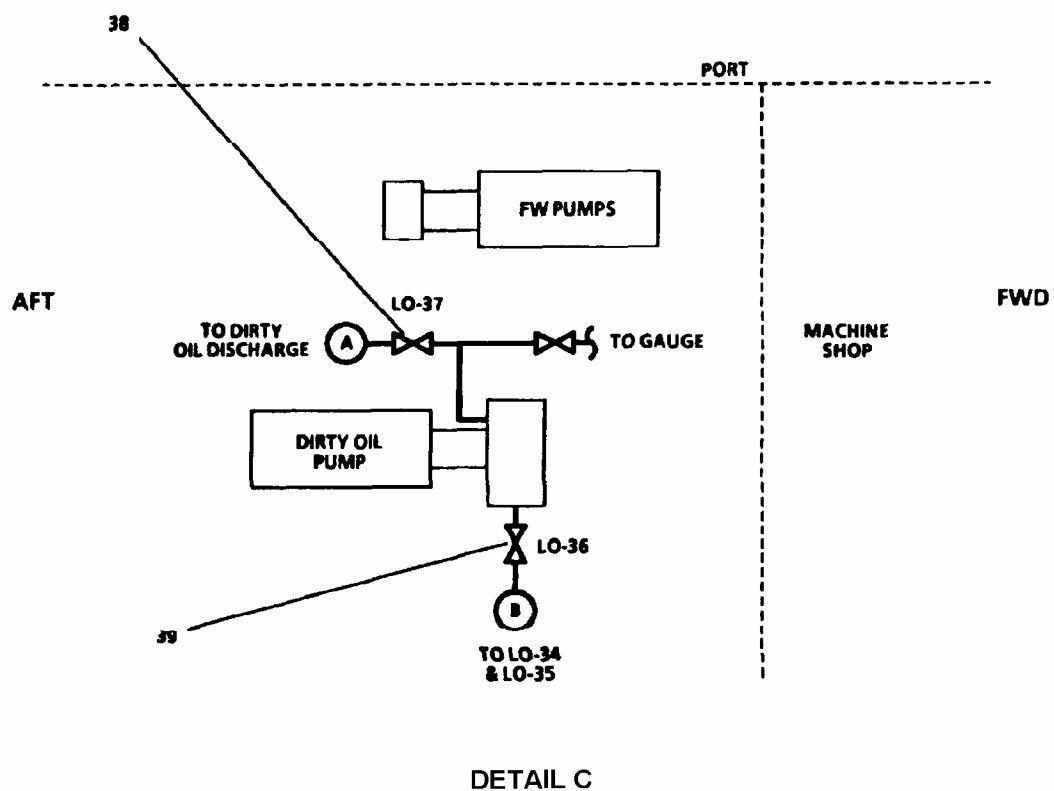 38
PORT
FW PUMPS
AFT
FWD
LO-37
TO DIRTY
OIL DISCHARGE
A
TO GAUGE
MACHINE
SHOP
DIRTY OIL
PUMP
LO-36
B
39
TO LO-34
& LO-35
DETAIL C